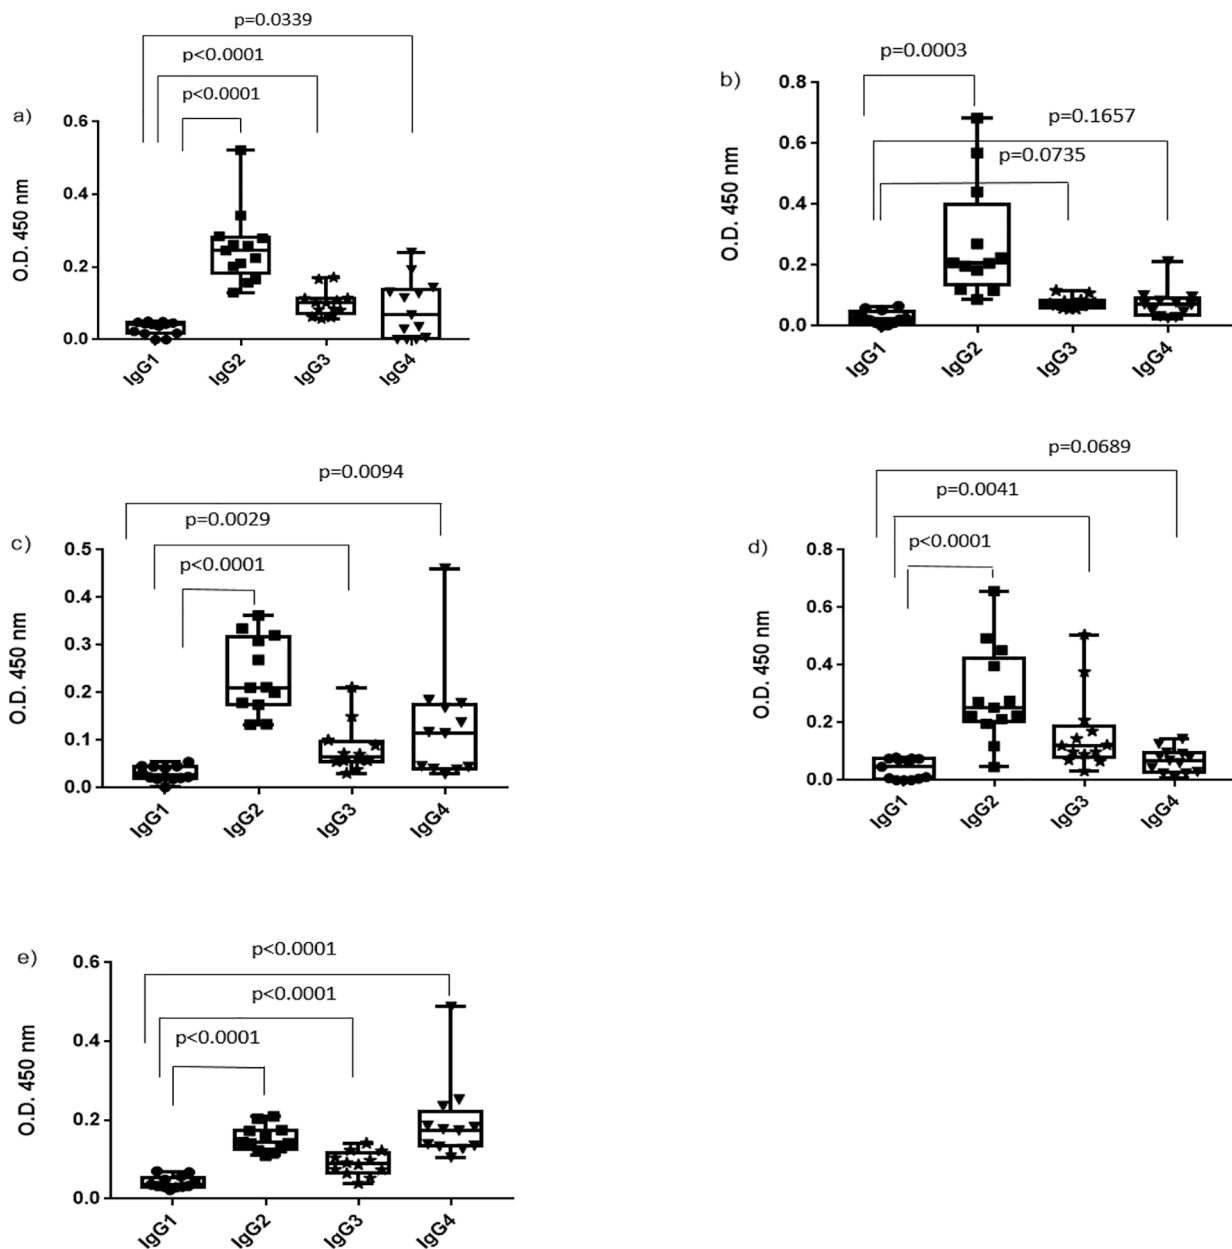 p=0.0339
p<0.0001
p<0.0001
a)
0.6
0.4
0.2
0.0
O.D. 450 nm
IgG1
IgG2
IgG3
IgG4
b)
p=0.0003
p=0.1657
p=0.0735
0.8
0.6
0.4
0.2
0.0
O.D. 450 nm
IgG1
IgG2
IgG3
IgG4
p=0.0094
p=0.0029
p<0.0001
c)
0.5
0.4
0.3
0.2
0.1
0.0
O.D. 450 nm
IgG1
IgG2
IgG3
IgG4
p=0.0689
p=0.0041
p<0.0001
d)
0.8
0.6
0.4
0.2
0.0
O.D. 450 nm
IgG1
IgG2
IgG3
IgG4
p<0.0001
p<0.0001
p<0.0001
e)
0.6
0.4
0.2
0.0
O.D. 450 nm
IgG1
IgG2
IgG3
IgG4